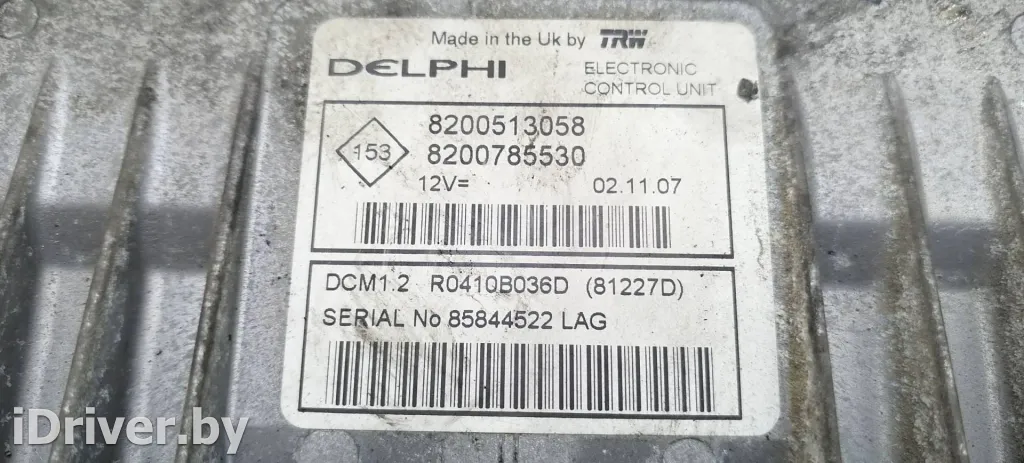 Made in the Uk by TRW
DELPHI
ELECTRONIC
CONTROL UNIT
153
8200513058
8200785530
12V=
02.11.07
DCM1.2 R0410B036D (81227D)
SERIAL No 85844522 LAG
iDriver.by